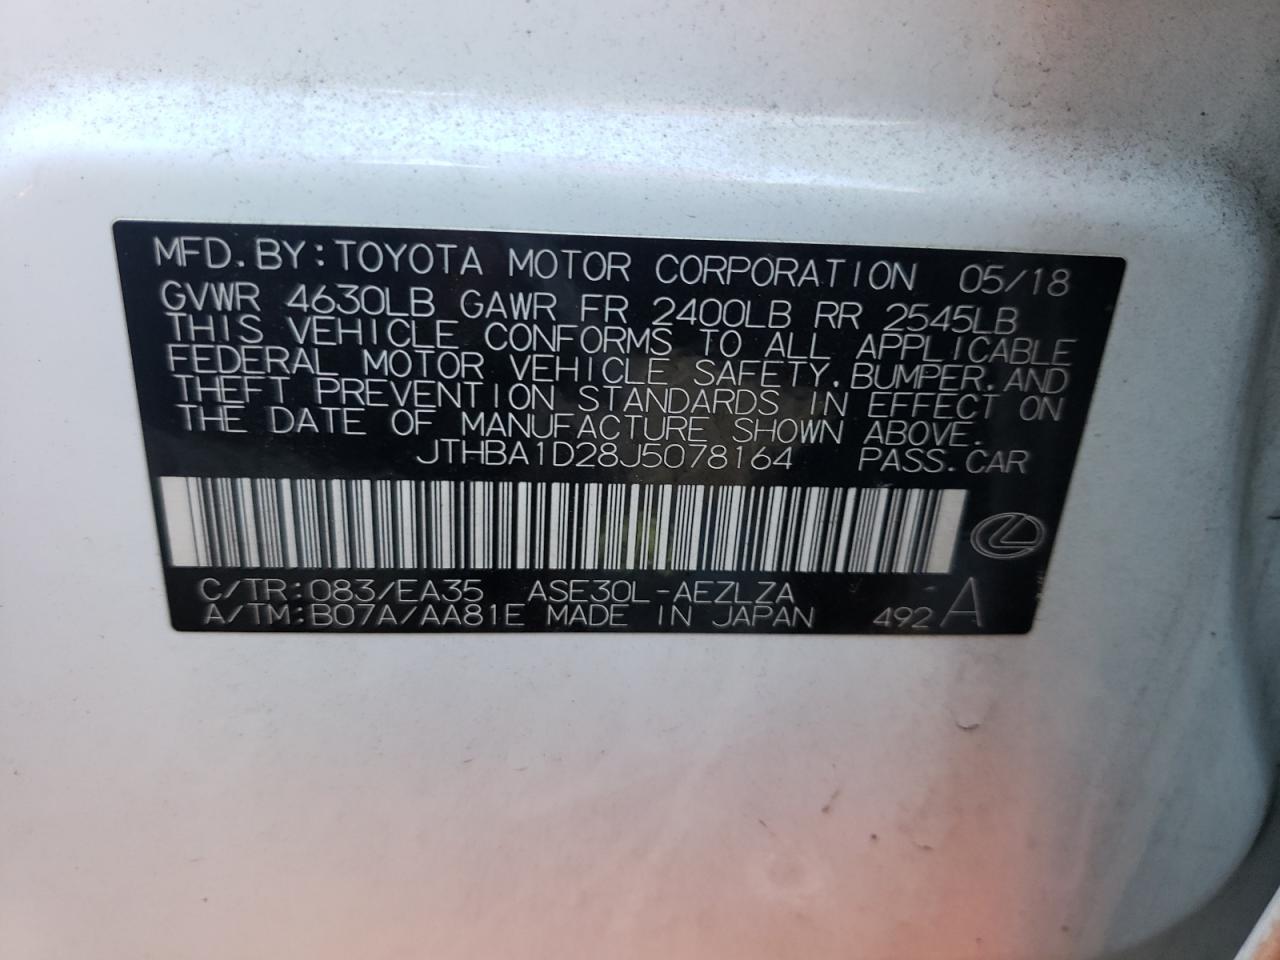 MFD.BY:TOYOTA MOTOR CORPORATION 05/18
GVWR 4630LB GAWR FR 2400LB RR 2545LB
THIS VEHICLE CONFORMS TO ALL APPLICABLE
FEDERAL MOTOR VEHICLE SAFETY,BUMPER,AND
THEFT PREVENTION STANDARDS IN EFFECT ON
THE DATE OF MANUFACTURE SHOWN ABOVE.
JTHBA1D28J5078164 PASS.CAR
C/TR:083/EA35 ASE30L-AEZLZA
A/TM:B07A/AA81E MADE IN JAPAN 492 A